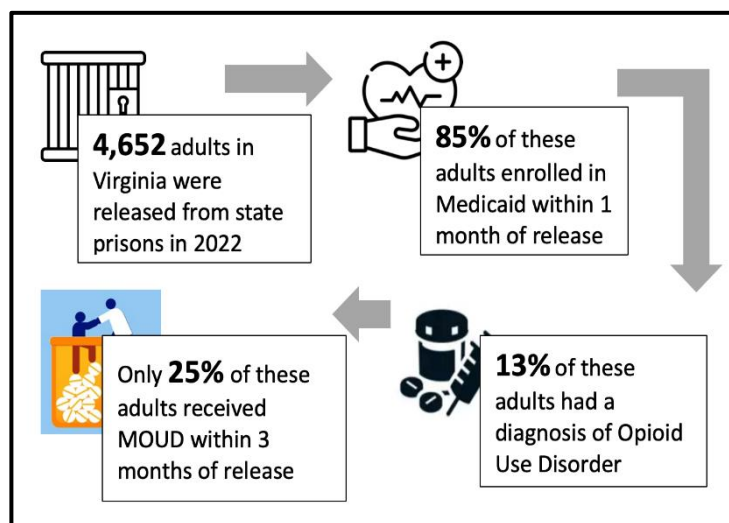 4,652 adults in
Virginia were
released from state
prisons in 2022
85% of these
adults enrolled in
Medicaid within 1
month of release
13% of these
adults had a
diagnosis of Opioid
Use Disorder
Only 25% of these
adults received
MOUD within 3
months of release